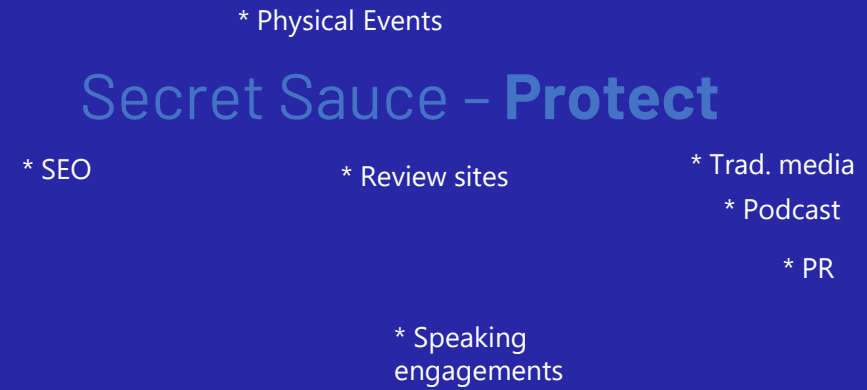 * Physical Events
Secret Sauce – Protect
* SEO
* Review sites
* Trad. media
* Podcast
* PR
* Speaking
engagements